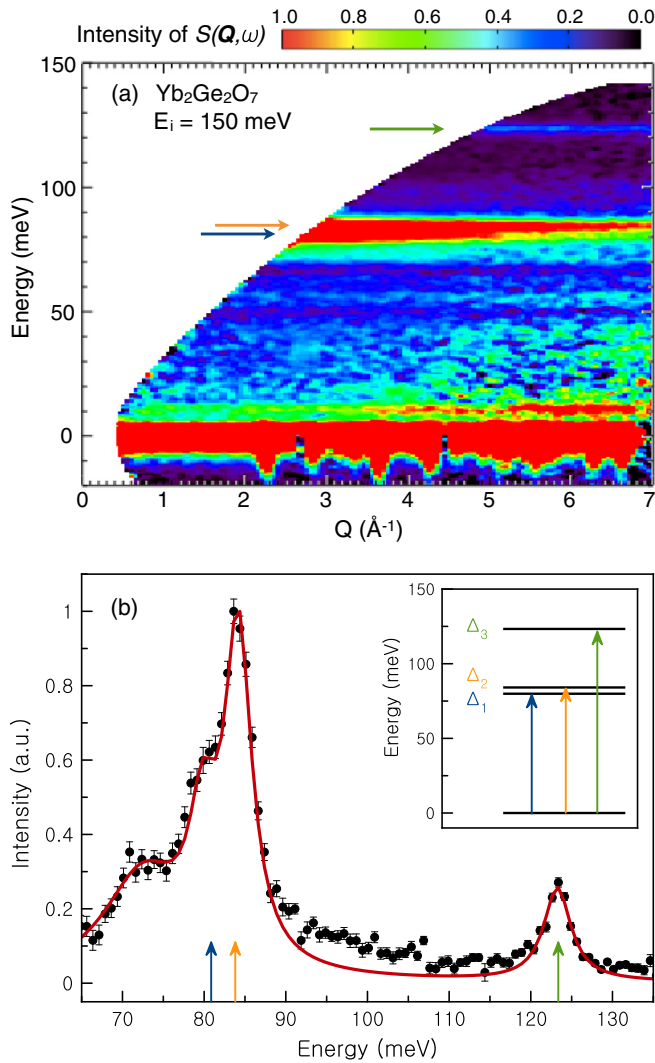 Intensity of S(Q,ω)
1.0 0.8 0.6 0.4 0.2 0.0
(a) Yb₂Ge₂O₇
Eᵢ = 150 meV
150
100
50
0
Energy (meV)
0 1 2 3 4 5 6 7
Q (Å⁻¹)
(b)
1
0.8
0.6
0.4
0.2
0
Intensity (a.u.)
70 80 90 100 110 120 130
Energy (meV)
150
100
75
50
0
Energy (meV)
Δ₃
Δ₂
Δ₁